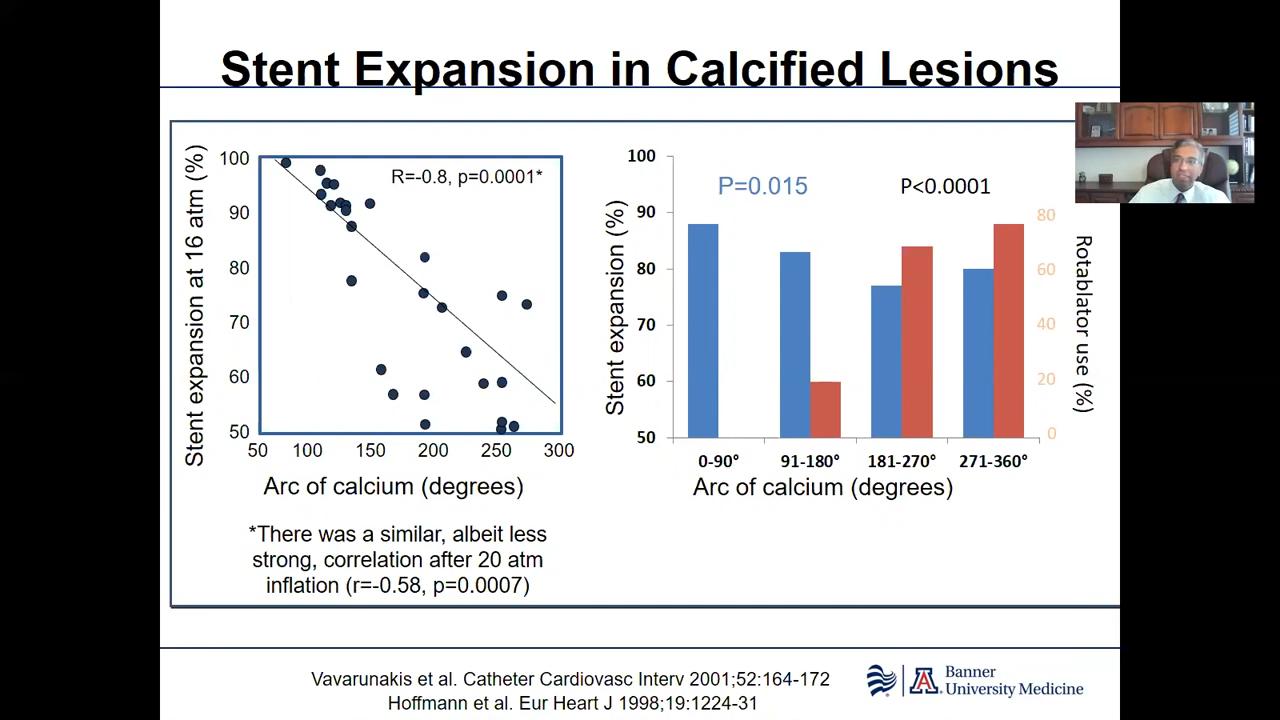 Stent Expansion in Calcified Lesions
Stent expansion at 16 atm (%)
100
90
80
70
60
50
R=-0.8, p=0.0001*
50 100 150 200 250 300
Arc of calcium (degrees)
*There was a similar, albeit less
strong, correlation after 20 atm
inflation (r=-0.58, p=0.0007)
Stent expansion (%)
100
90
80
70
60
50
P=0.015
P<0.0001
80
60
40
20
0
Rotablator use (%)
0-90° 91-180° 181-270° 271-360°
Arc of calcium (degrees)
Vavarunakis et al. Catheter Cardiovasc Interv 2001;52:164-172
Hoffmann et al. Eur Heart J 1998;19:1224-31
A
Banner
University Medicine